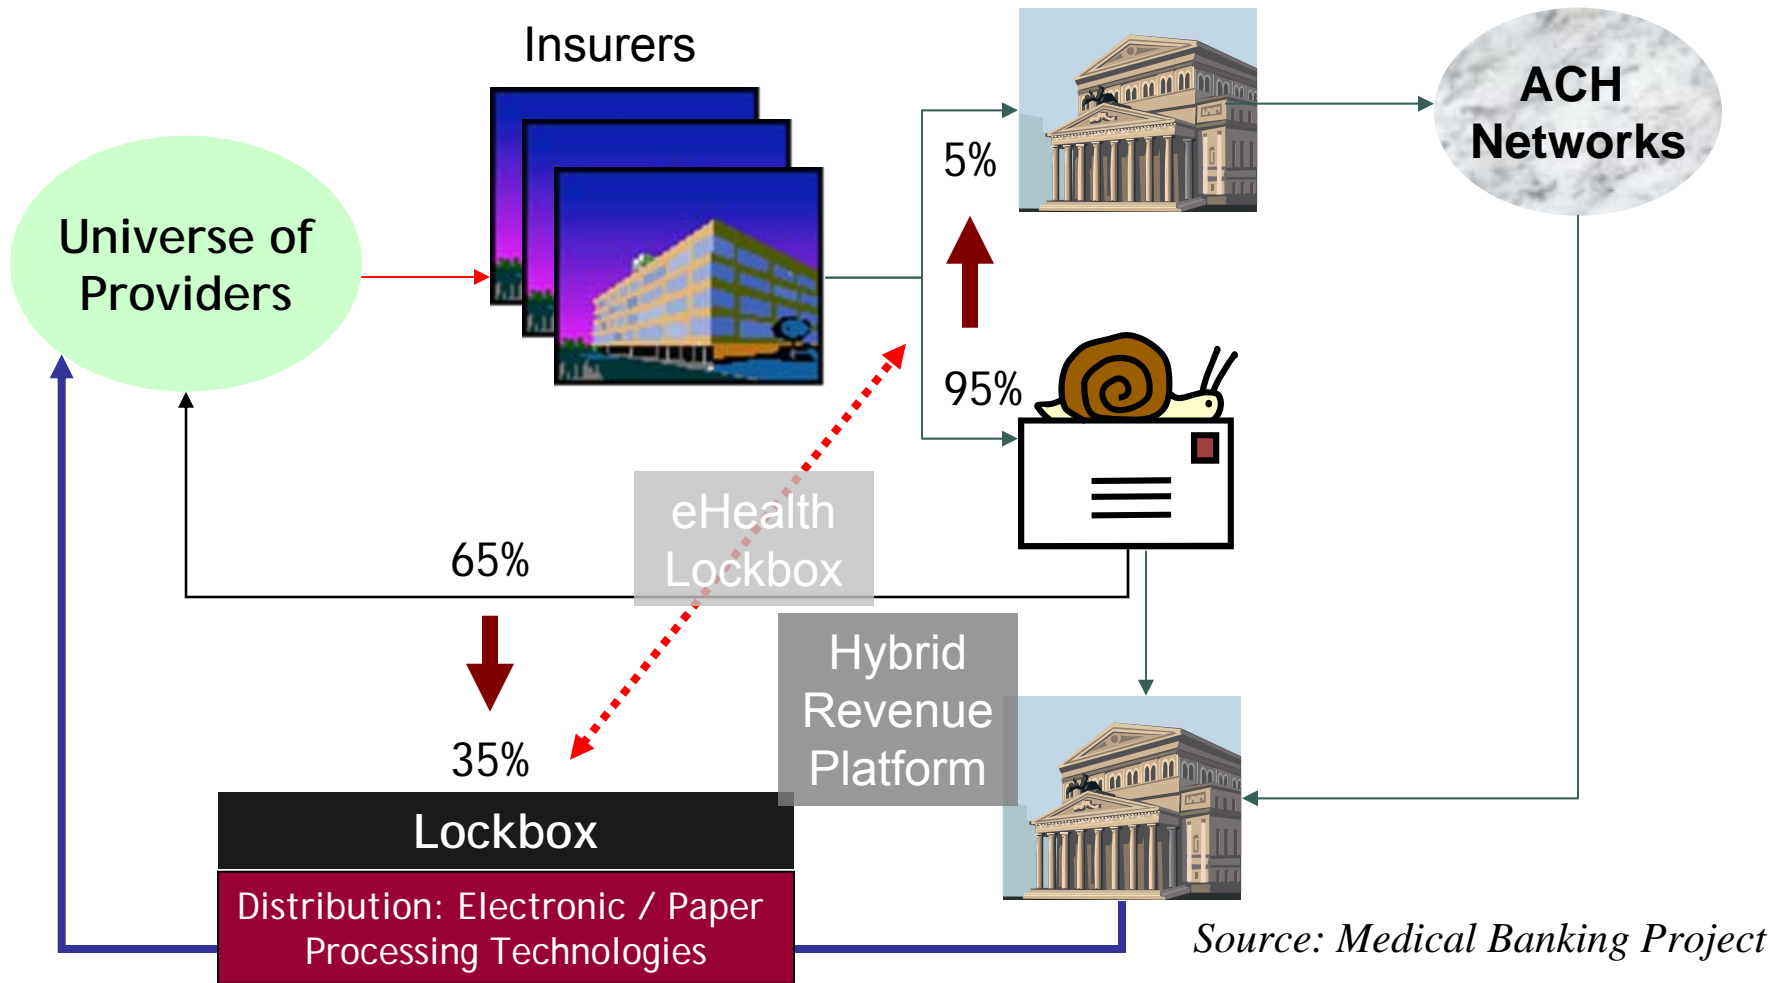 Insurers
ACH
Networks
5%
Universe of
Providers
95%
eHealth
Lockbox
65%
Hybrid
Revenue
Platform
35%
Lockbox
Distribution: Electronic / Paper
Processing Technologies
Source: Medical Banking Project